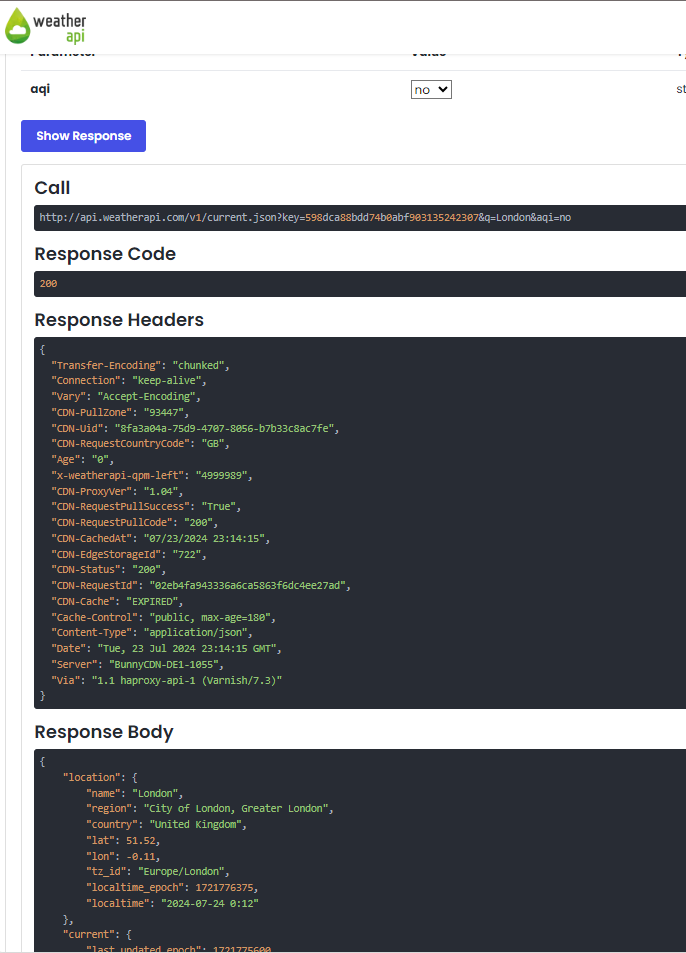 weather
api
Parameter Value
aqi no st
Show Response
Call
http://api.weatherapi.com/v1/current.json?key=598dca88bdd74b0abf903135242307&q=London&aqi=no
Response Code
200
Response Headers
{
"Transfer-Encoding": "chunked",
"Connection": "keep-alive",
"Vary": "Accept-Encoding",
"CDN-PullZone": "93447",
"CDN-Uid": "8fa3a04a-75d9-4707-8056-b7b33c8ac7fe",
"CDN-RequestCountryCode": "GB",
"Age": "0",
"x-weatherapi-qpm-left": "4999989",
"CDN-ProxyVer": "1.04",
"CDN-RequestPullSuccess": "True",
"CDN-RequestPullCode": "200",
"CDN-CachedAt": "07/23/2024 23:14:15",
"CDN-EdgeStorageId": "722",
"CDN-Status": "200",
"CDN-RequestId": "02eb4fa943336a6ca5863f6dc4ee27ad",
"CDN-Cache": "EXPIRED",
"Cache-Control": "public, max-age=180",
"Content-Type": "application/json",
"Date": "Tue, 23 Jul 2024 23:14:15 GMT",
"Server": "BunnyCDN-DE1-1055",
"Via": "1.1 haproxy-api-1 (Varnish/7.3)"
}
Response Body
{
"location": {
"name": "London",
"region": "City of London, Greater London",
"country": "United Kingdom",
"lat": 51.52,
"lon": -0.11,
"tz_id": "Europe/London",
"localtime_epoch": 1721776375,
"localtime": "2024-07-24 0:12"
},
"current": {
"last_updated_epoch": 1721775600,